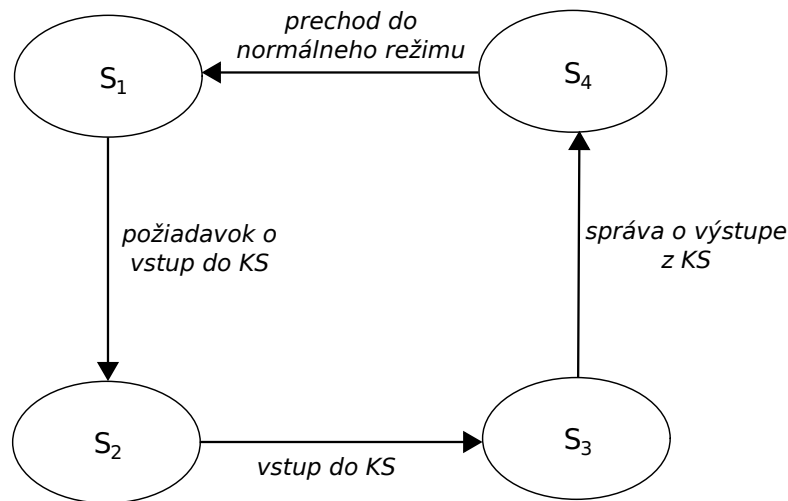 prechod do
normálneho režimu
S₁
S₄
požiadavok o
vstup do KS
správa o výstupe
z KS
S₂
S₃
vstup do KS